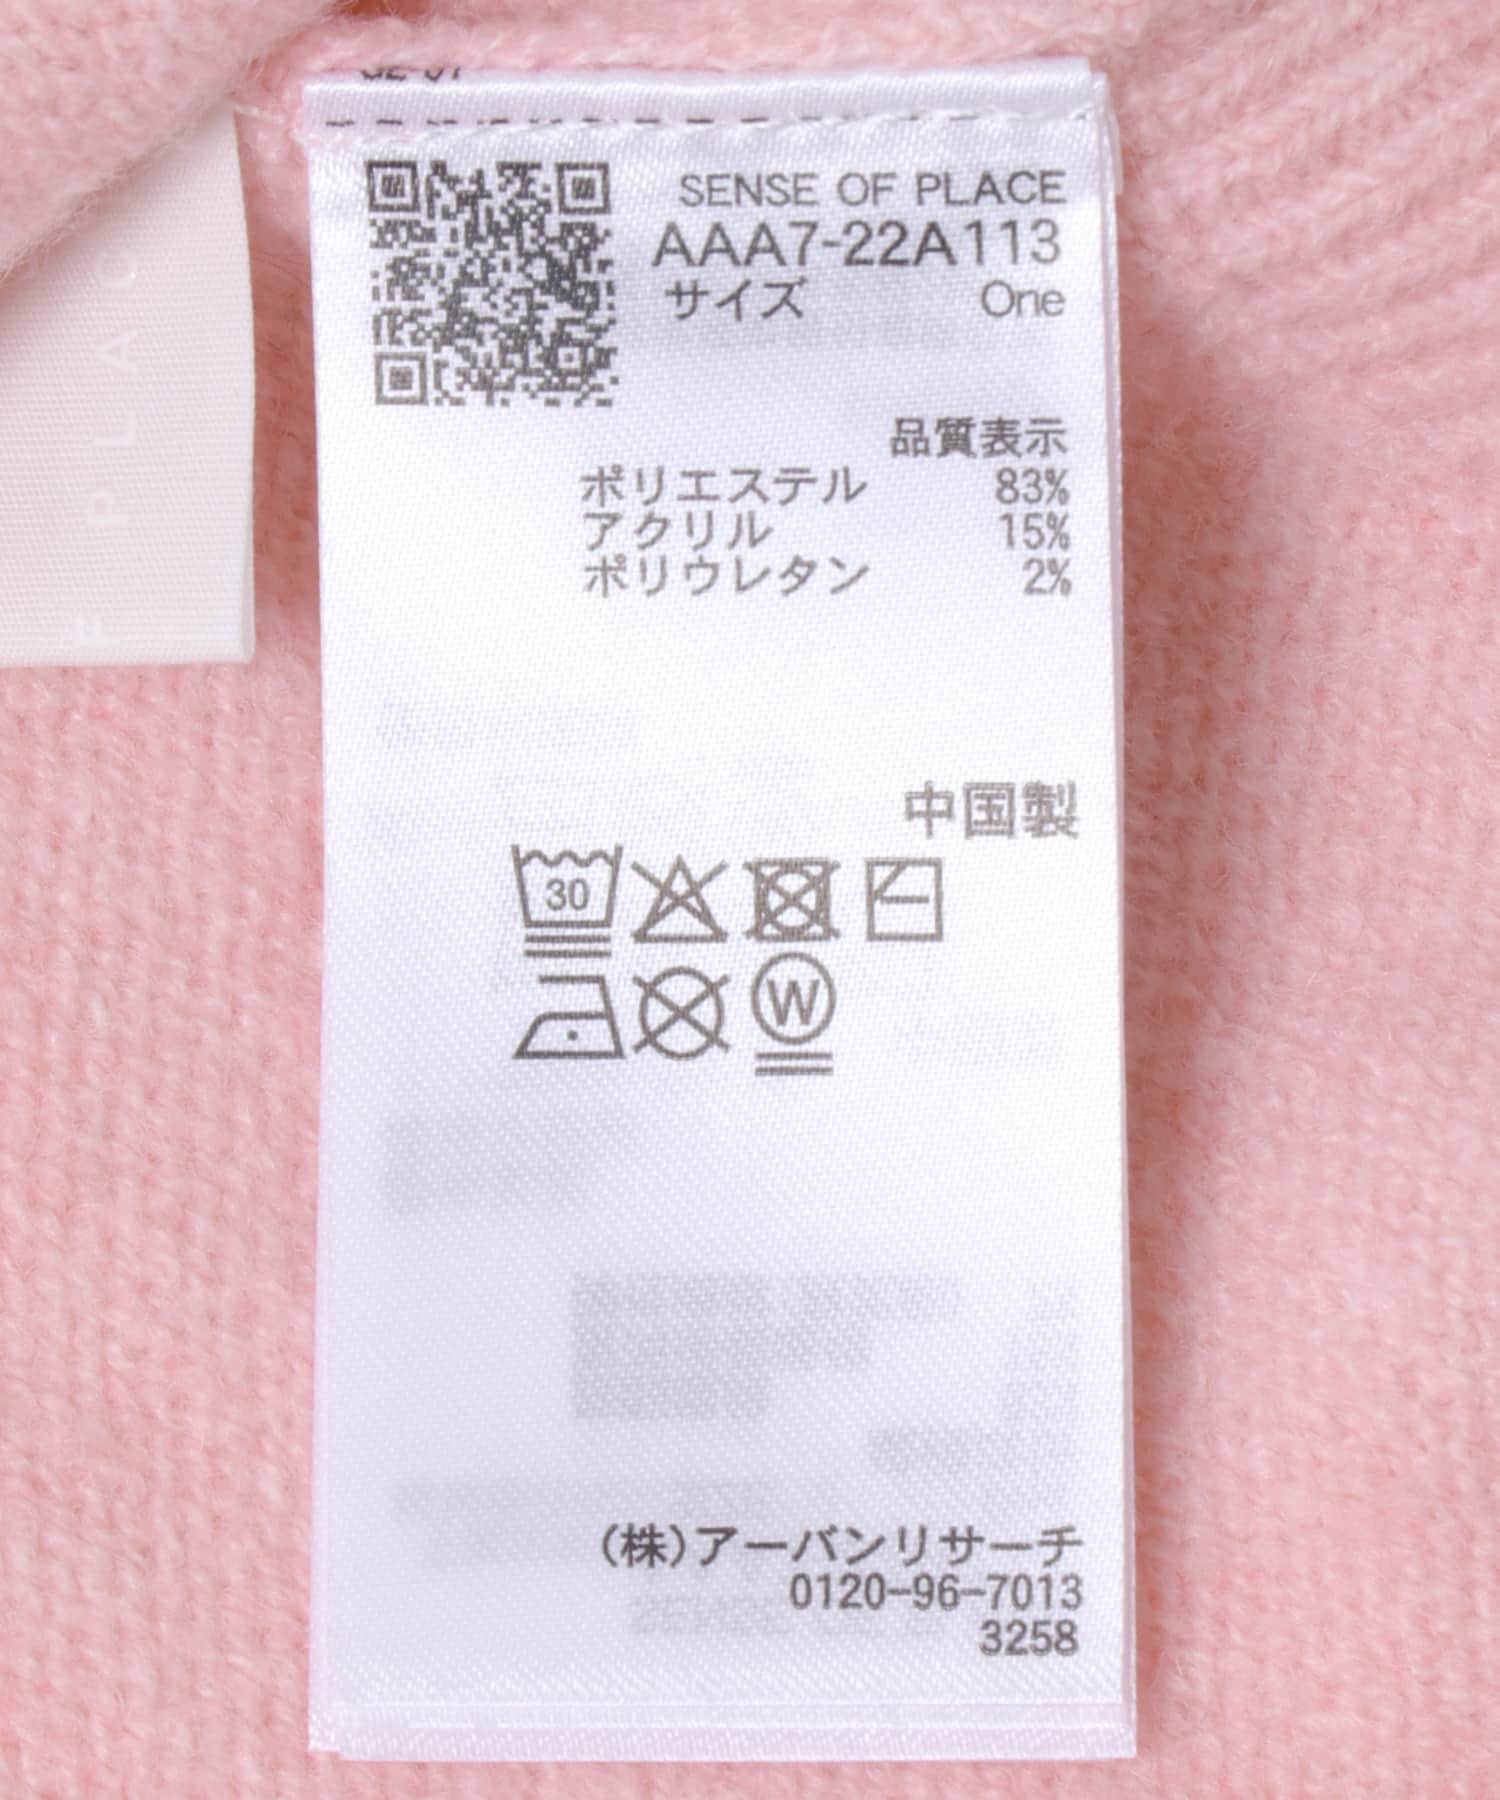 SENSE OF PLACE
AAA7-22A113
サイズ One
品質表示
ポリエステル 83%
アクリル 15%
ポリウレタン 2%
中国製
30
W
(株)アーバンリサーチ
0120-96-7013
3258